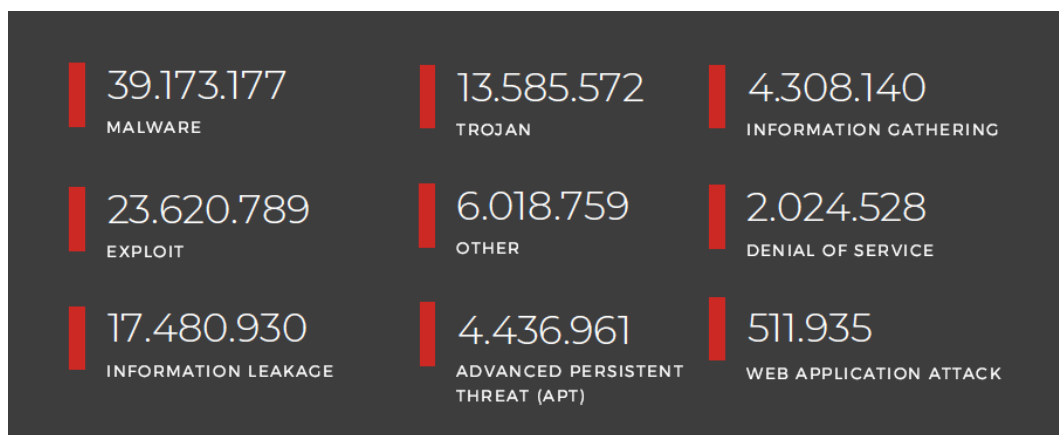 39.173.177
MALWARE
23.620.789
EXPLOIT
17.480.930
INFORMATION LEAKAGE
13.585.572
TROJAN
6.018.759
OTHER
4.436.961
ADVANCED PERSISTENT
THREAT (APT)
4.308.140
INFORMATION GATHERING
2.024.528
DENIAL OF SERVICE
511.935
WEB APPLICATION ATTACK